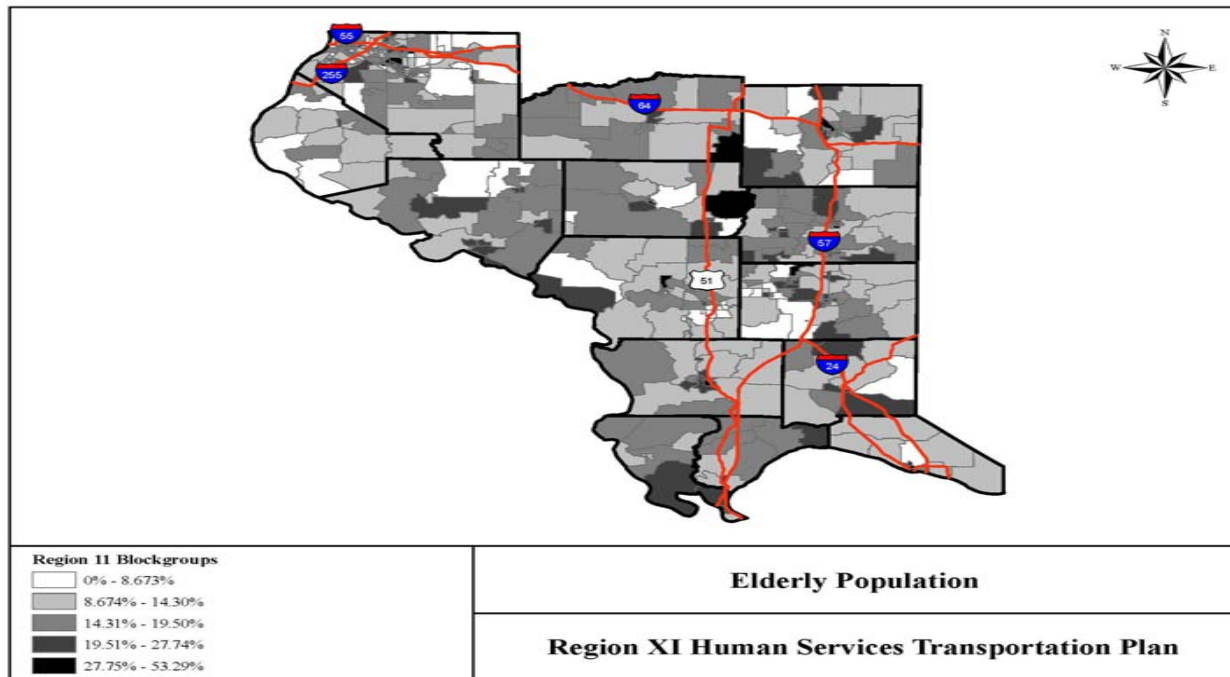 55
255
64
57
51
24
N
W E
S
Region 11 Blockgroups
0% - 8.673%
8.674% - 14.30%
14.31% - 19.50%
19.51% - 27.74%
27.75% - 53.29%
Elderly Population
Region XI Human Services Transportation Plan